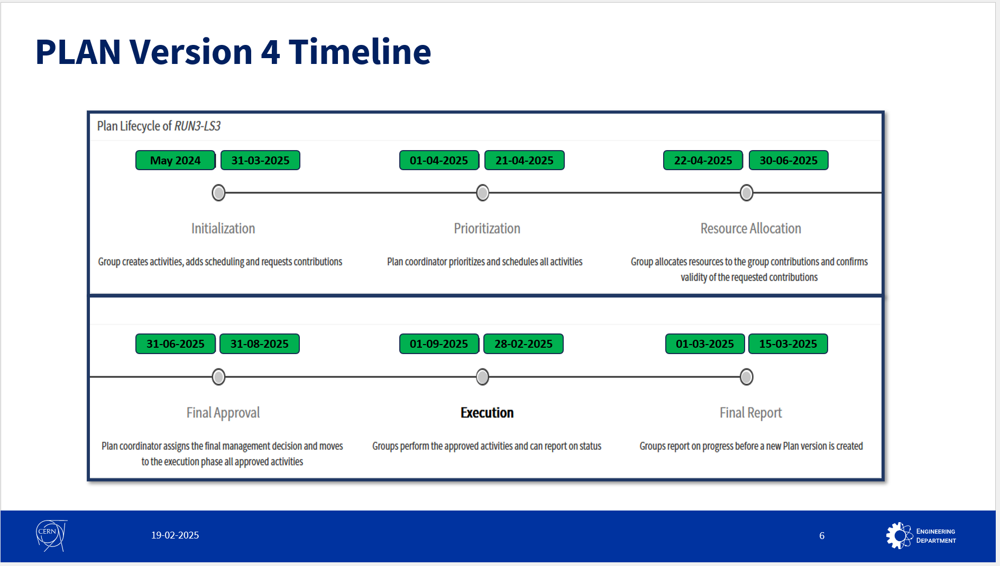 PLAN Version 4 Timeline
Plan Lifecycle of RUN3-LS3
May 2024 31-03-2025 01-04-2025 21-04-2025 22-04-2025 30-06-2025
Initialization Prioritization Resource Allocation
Group creates activities, adds scheduling and requests contributions
Plan coordinator prioritizes and schedules all activities
Group allocates resources to the group contributions and confirms
validity of the requested contributions
31-06-2025 31-08-2025 01-09-2025 28-02-2025 01-03-2025 15-03-2025
Final Approval Execution Final Report
Plan coordinator assigns the final management decision and moves
to the execution phase all approved activities
Groups perform the approved activities and can report on status
Groups report on progress before a new Plan version is created
CERN
19-02-2025
6
ENGINEERING
DEPARTMENT